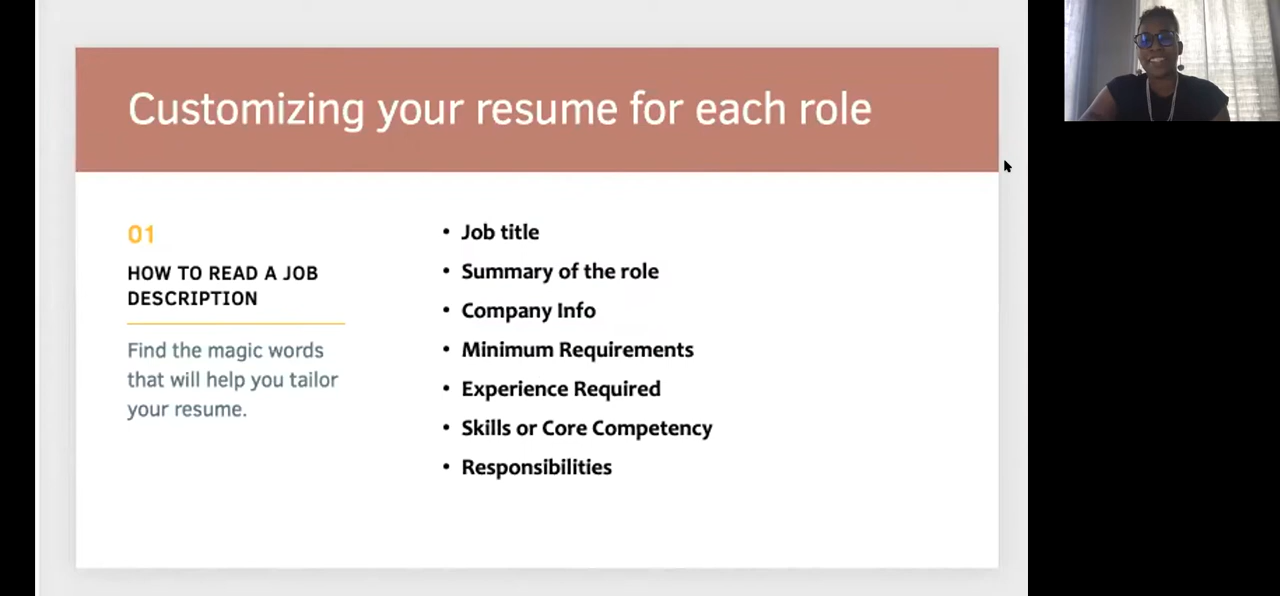 Customizing your resume for each role
01
HOW TO READ A JOB
DESCRIPTION
Find the magic words
that will help you tailor
your resume.
• Job title
• Summary of the role
• Company Info
• Minimum Requirements
• Experience Required
• Skills or Core Competency
• Responsibilities